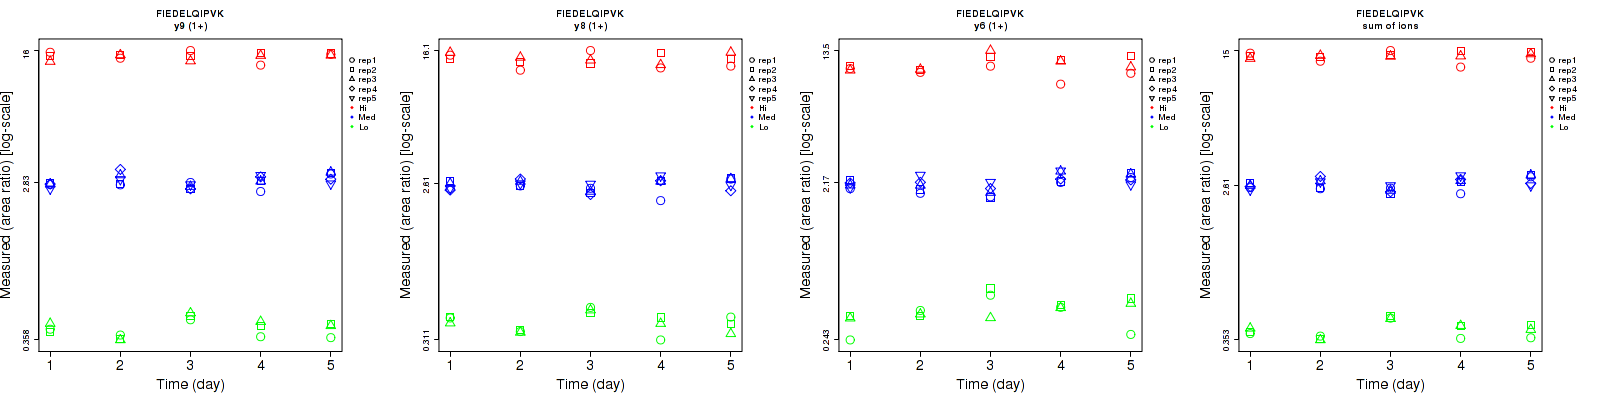 FIEDELQIPVK
y9 (1+)
Measured (area ratio) [log-scale]
16
2.83
0.358
1 2 3 4 5
Time (day)
rep1
rep2
rep3
rep4
rep5
Hi
Med
Lo
FIEDELQIPVK
y8 (1+)
Measured (area ratio) [log-scale]
16.1
2.81
0.311
1 2 3 4 5
Time (day)
rep1
rep2
rep3
rep4
rep5
Hi
Med
Lo
FIEDELQIPVK
y6 (1+)
Measured (area ratio) [log-scale]
13.5
2.17
0.243
1 2 3 4 5
Time (day)
rep1
rep2
rep3
rep4
rep5
Hi
Med
Lo
FIEDELQIPVK
sum of ions
Measured (area ratio) [log-scale]
15
2.81
0.353
1 2 3 4 5
Time (day)
rep1
rep2
rep3
rep4
rep5
Hi
Med
Lo